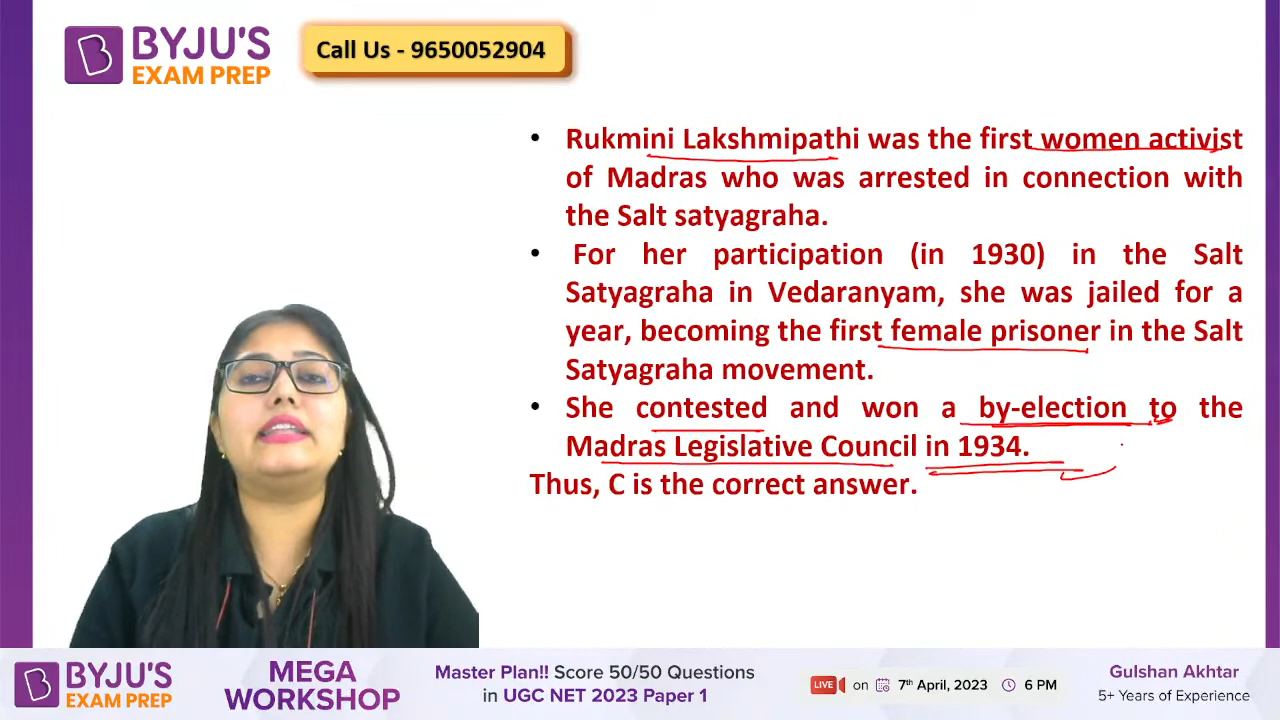 BYJU'S
EXAM PREP
Call Us - 9650052904
• Rukmini Lakshmipathi was the first women activist
of Madras who was arrested in connection with
the Salt satyagraha.
• For her participation (in 1930) in the Salt
Satyagraha in Vedaranyam, she was jailed for a
year, becoming the first female prisoner in the Salt
Satyagraha movement.
• She contested and won a by-election to the
Madras Legislative Council in 1934.
Thus, C is the correct answer.
BYJU'S
EXAM PREP
MEGA
WORKSHOP
Master Plan!! Score 50/50 Questions
in UGC NET 2023 Paper 1
LIVE on 7th April, 2023 6 PM
Gulshan Akhtar
5+ Years of Experience